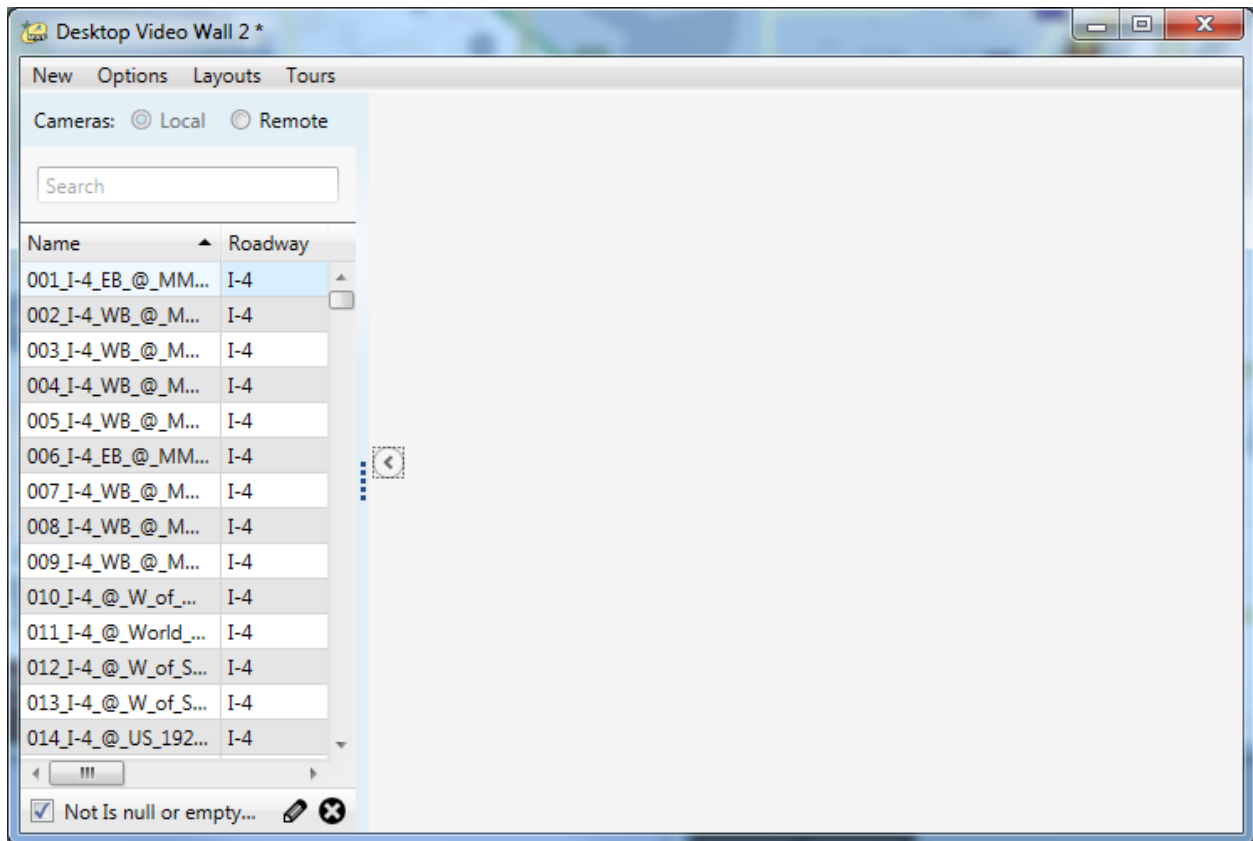 Desktop Video Wall 2 *
New Options Layouts Tours
Cameras: Local Remote
Search
Name Roadway
001_I-4_EB_@_MM... I-4
002_I-4_WB_@_M... I-4
003_I-4_WB_@_M... I-4
004_I-4_WB_@_M... I-4
005_I-4_WB_@_M... I-4
006_I-4_EB_@_MM... I-4
007_I-4_WB_@_M... I-4
008_I-4_WB_@_M... I-4
009_I-4_WB_@_M... I-4
010_I-4_@_W_of_... I-4
011_I-4_@_World_... I-4
012_I-4_@_W_of_S... I-4
013_I-4_@_W_of_S... I-4
014_I-4_@_US_192... I-4
Not Is null or empty...